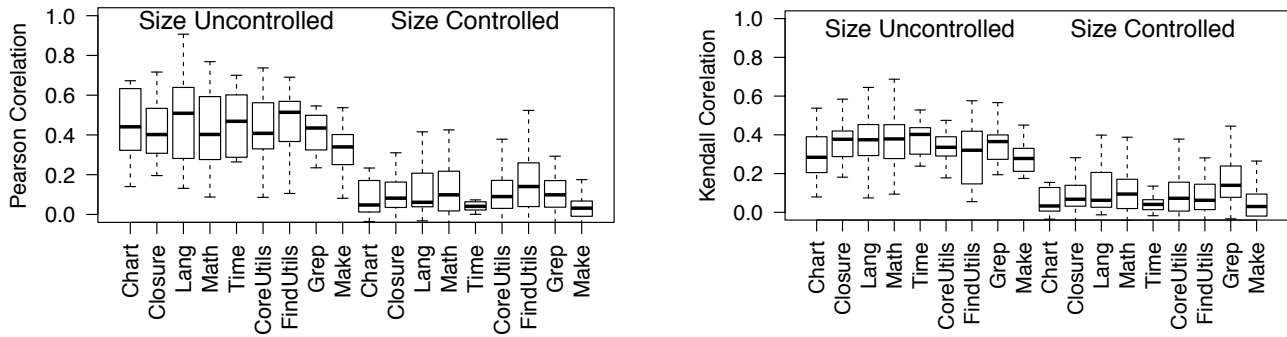 Pearson Corelation
1.0
0.8
0.6
0.4
0.2
0.0
Size Uncontrolled
Size Controlled
Chart
Closure
Lang
Math
Time
CoreUtils
FindUtils
Grep
Make
Chart
Closure
Lang
Math
Time
CoreUtils
FindUtils
Grep
Make
Kendall Corelation
1.0
0.8
0.6
0.4
0.2
0.0
Size Uncontrolled
Size Controlled
Chart
Closure
Lang
Math
Time
CoreUtils
FindUtils
Grep
Make
Chart
Closure
Lang
Math
Time
CoreUtils
FindUtils
Grep
Make